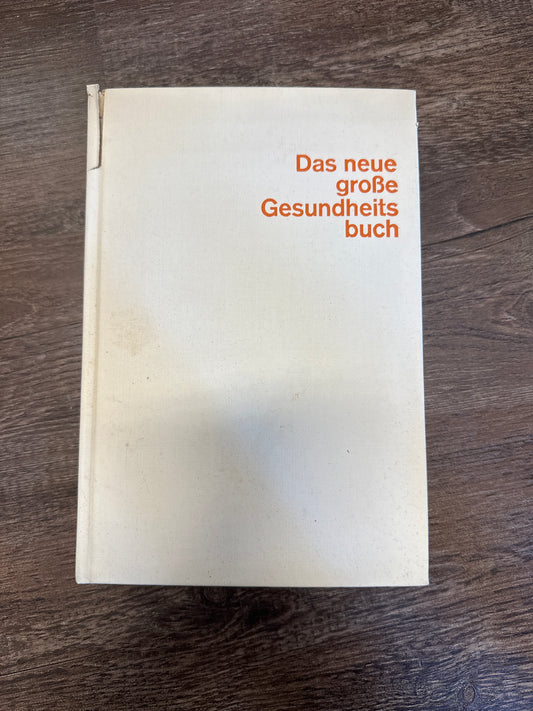 Das neue
große
Gesundheits
buch